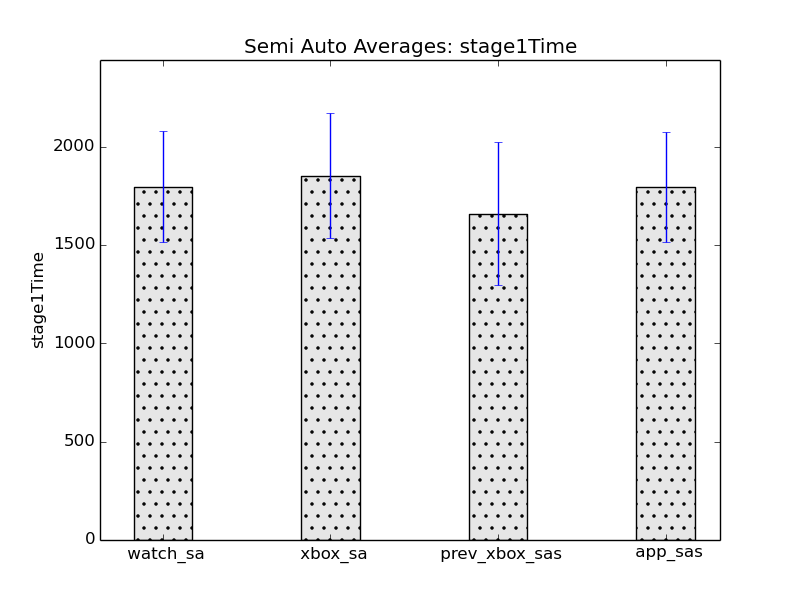 Semi Auto Averages: stage1Time
2000
1500
1000
500
0
stage1Time
watch_sa
xbox_sa
prev_xbox_sas
app_sas